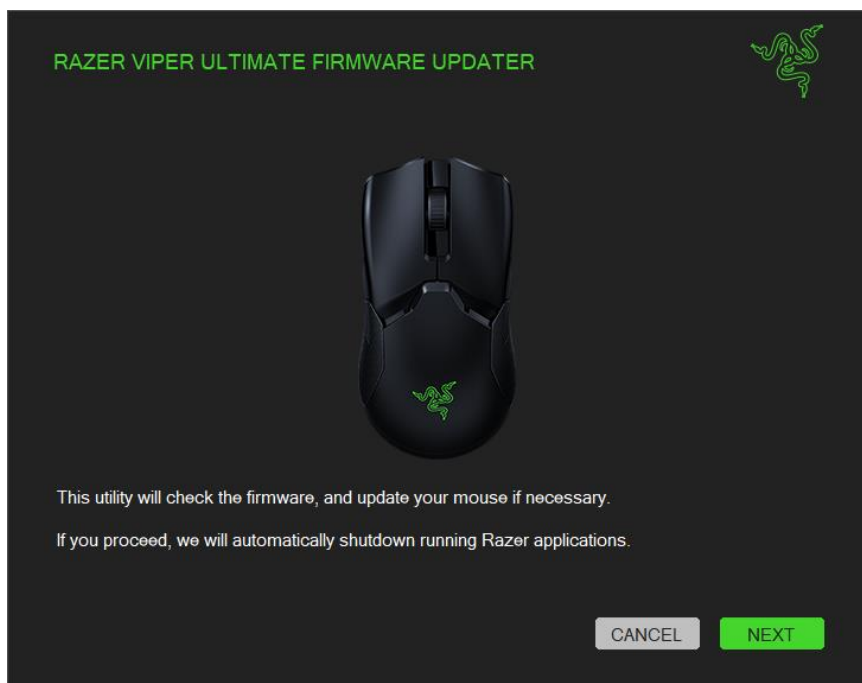 RAZER VIPER ULTIMATE FIRMWARE UPDATER
This utility will check the firmware, and update your mouse if necessary.
If you proceed, we will automatically shutdown running Razer applications.
CANCEL
NEXT